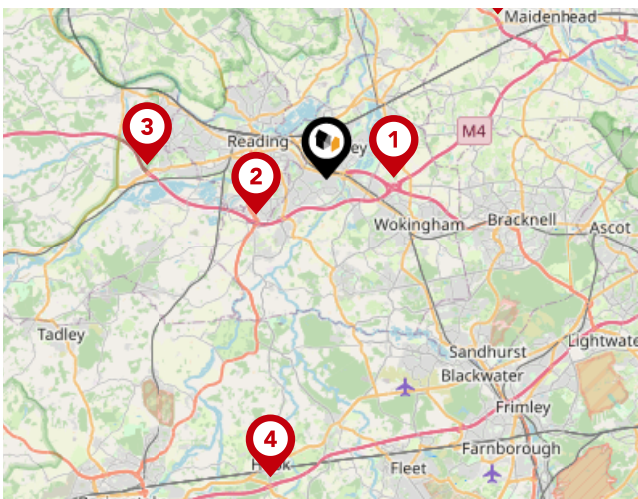 Maidenhead
M4
3
1
Reading
2
Wokingham
Bracknell
Ascot
Tadley
Sandhurst
Lightwate
Blackwater
Frimley
4
Farnborough
Fleet